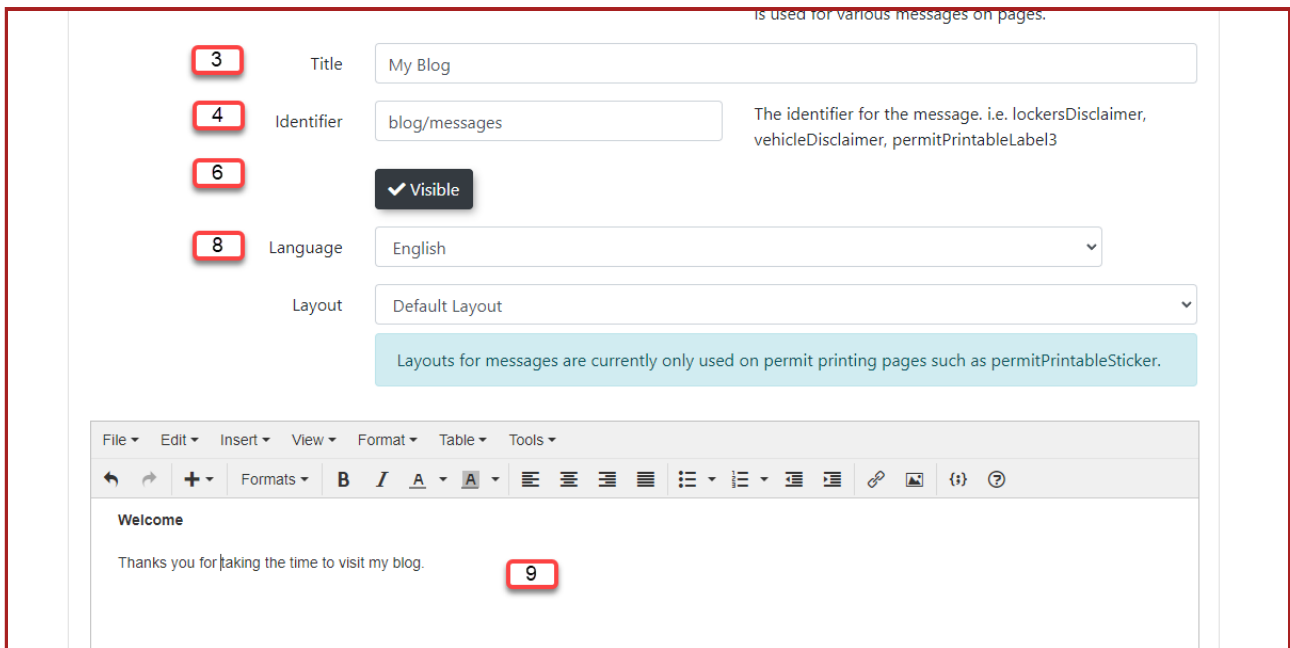 is used for various messages on pages.
3 Title My Blog
4 Identifier blog/messages The identifier for the message. i.e. lockersDisclaimer,
vehicleDisclaimer, permitPrintableLabel3
6 Visible
8 Language English
Layout Default Layout
Layouts for messages are currently only used on permit printing pages such as permitPrintableSticker.
File Edit Insert View Format Table Tools
Formats B I A A
Welcome
Thanks you for taking the time to visit my blog.
9